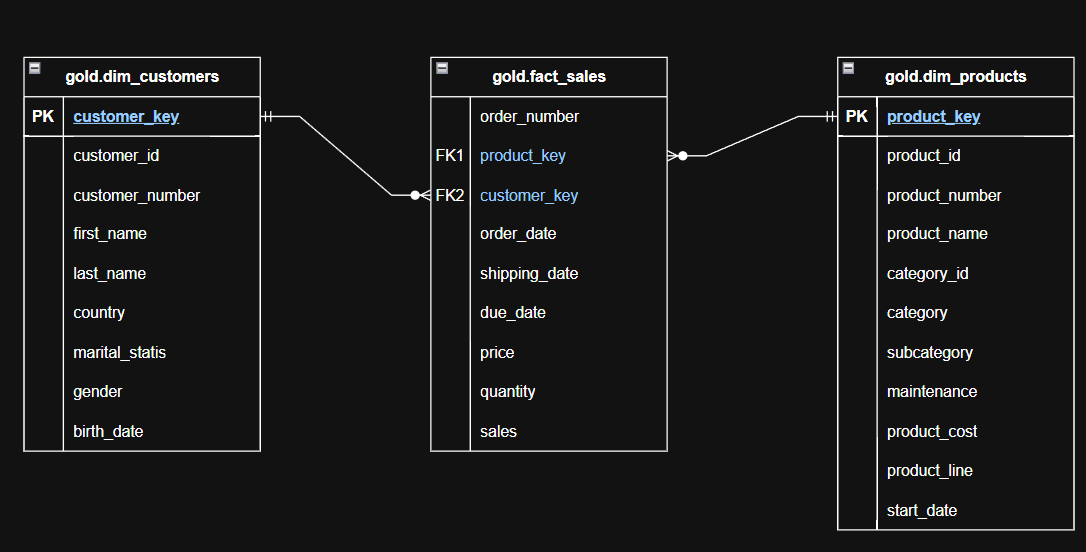 gold.dim_customers
PK customer_key
customer_id
customer_number
first_name
last_name
country
marital_statis
gender
birth_date
gold.fact_sales
order_number
FK1 product_key
FK2 customer_key
order_date
shipping_date
due_date
price
quantity
sales
gold.dim_products
PK product_key
product_id
product_number
product_name
category_id
category
subcategory
maintenance
product_cost
product_line
start_date